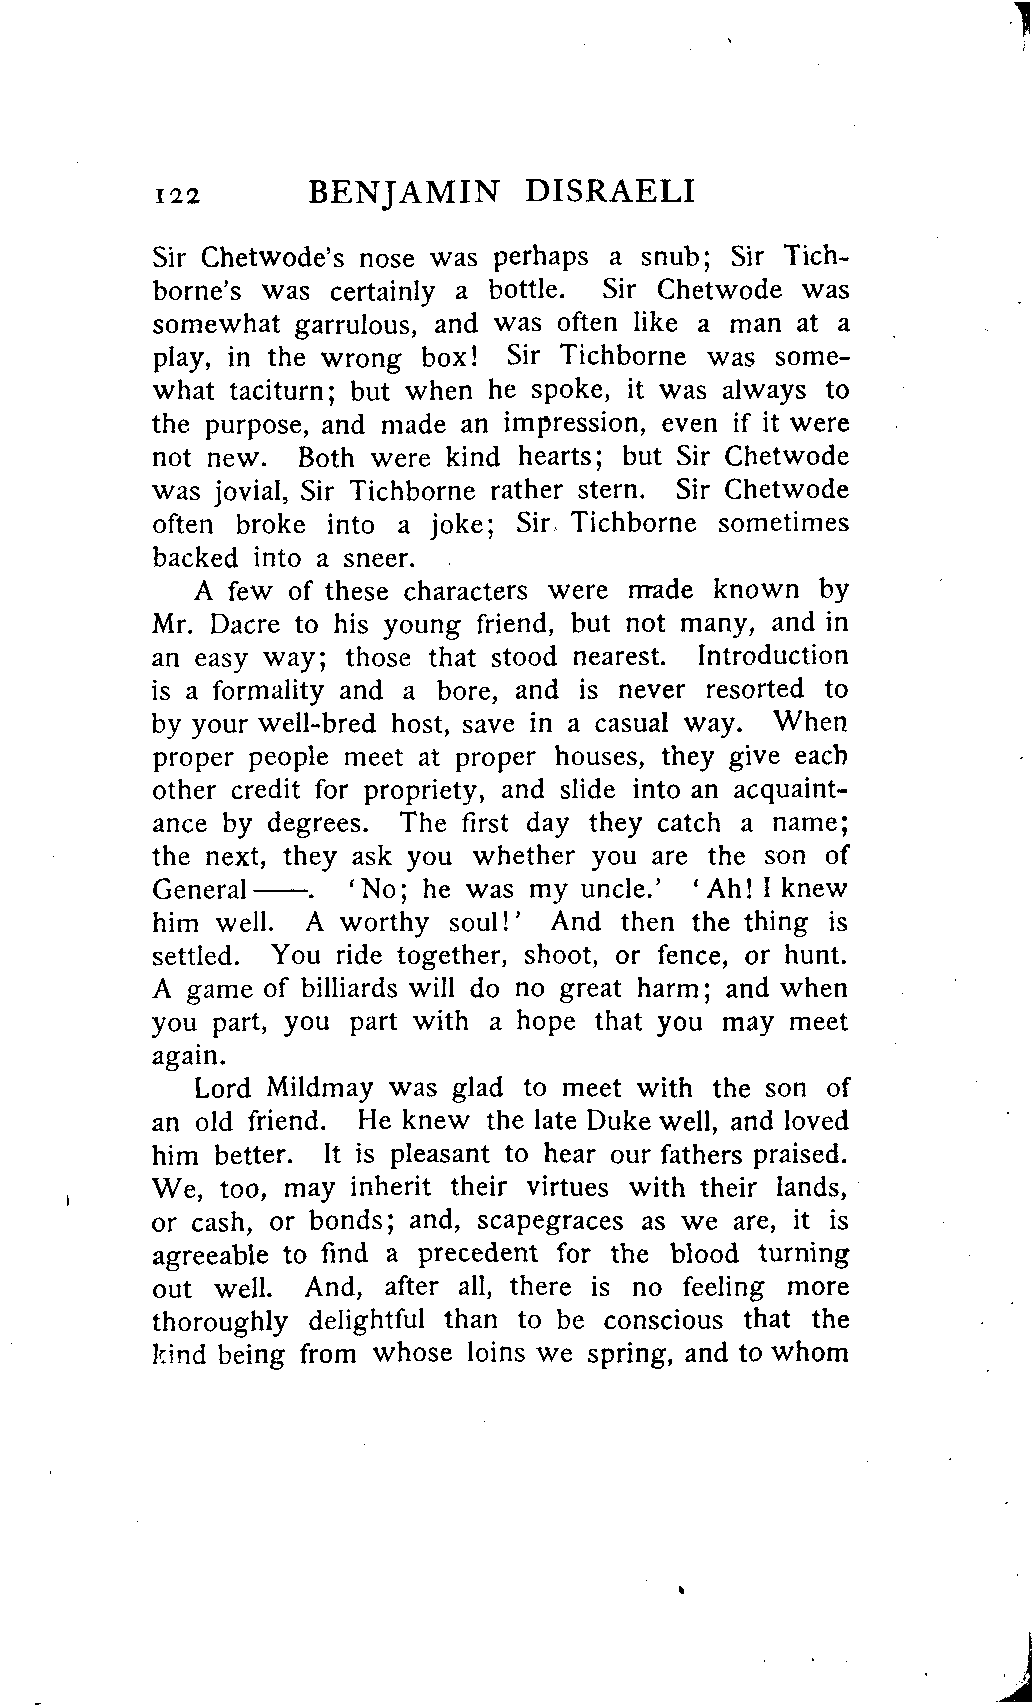 122 BENJAMIN DISRAELI
Sir Chetwode's nose was perhaps a snub; Sir Tich-
borne's was certainly a bottle. Sir Chetwode was
somewhat garrulous, and was often like a man at a
play, in the wrong box! Sir Tichborne was some-
what taciturn; but when he spoke, it was always to
the purpose, and made an impression, even if it were
not new. Both were kind hearts; but Sir Chetwode
was jovial, Sir Tichborne rather stern. Sir Chetwode
often broke into a joke; Sir Tichborne sometimes
backed into a sneer.
A few of these characters were made known by
Mr. Dacre to his young friend, but not many, and in
an easy way; those that stood nearest. Introduction
is a formality and a bore, and is never resorted to
by your well-bred host, save in a casual way. When
proper people meet at proper houses, they give each
other credit for propriety, and slide into an acquaint-
ance by degrees. The first day they catch a name;
the next, they ask you whether you are the son of
General——. 'No; he was my uncle.' 'Ah! I knew
him well. A worthy soul!' And then the thing is
settled. You ride together, shoot, or fence, or hunt.
A game of billiards will do no great harm; and when
you part, you part with a hope that you may meet
again.
Lord Mildmay was glad to meet with the son of
an old friend. He knew the late Duke well, and loved
him better. It is pleasant to hear our fathers praised.
We, too, may inherit their virtues with their lands,
or cash, or bonds; and, scapegraces as we are, it is
agreeable to find a precedent for the blood turning
out well. And, after all, there is no feeling more
thoroughly delightful than to be conscious that the
kind being from whose loins we spring, and to whom